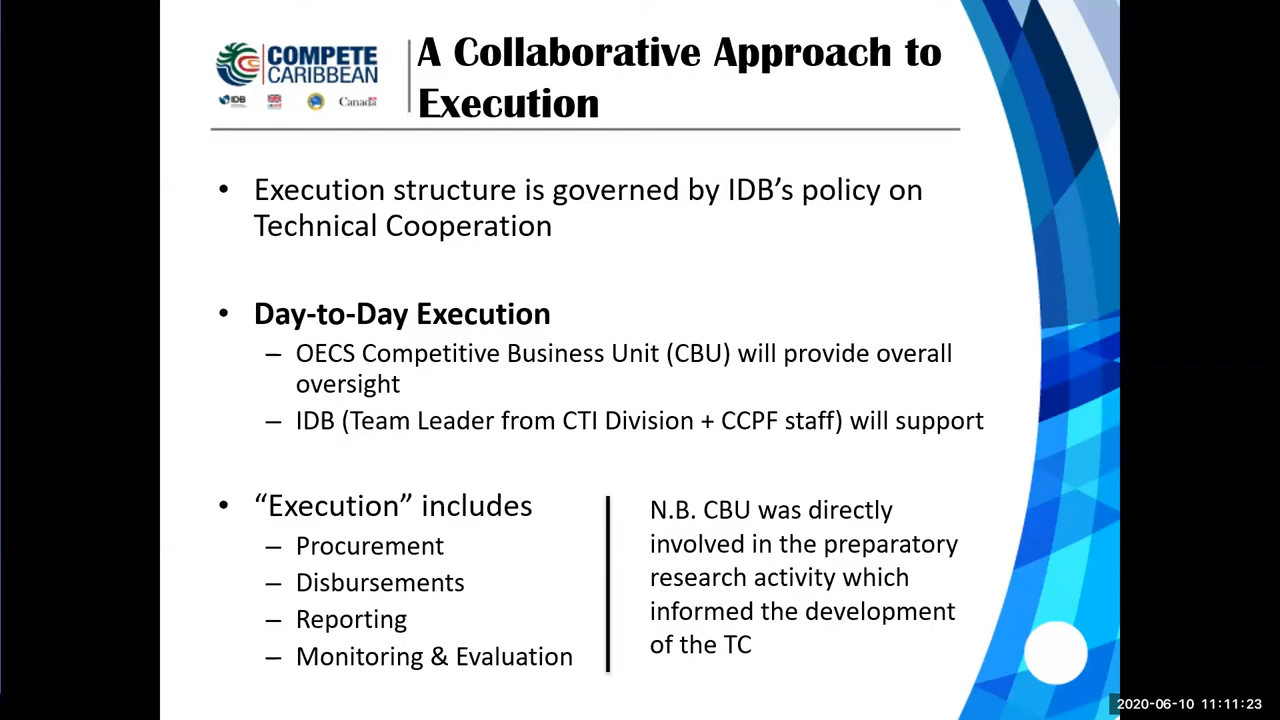 COMPETE
CARIBBEAN
IDB
Canada
A Collaborative Approach to
Execution
• Execution structure is governed by IDB’s policy on
Technical Cooperation
• Day-to-Day Execution
– OECS Competitive Business Unit (CBU) will provide overall
oversight
– IDB (Team Leader from CTI Division + CCPF staff) will support
• “Execution” includes
– Procurement
– Disbursements
– Reporting
– Monitoring & Evaluation
N.B. CBU was directly
involved in the preparatory
research activity which
informed the development
of the TC
2020-06-10 11:11:23